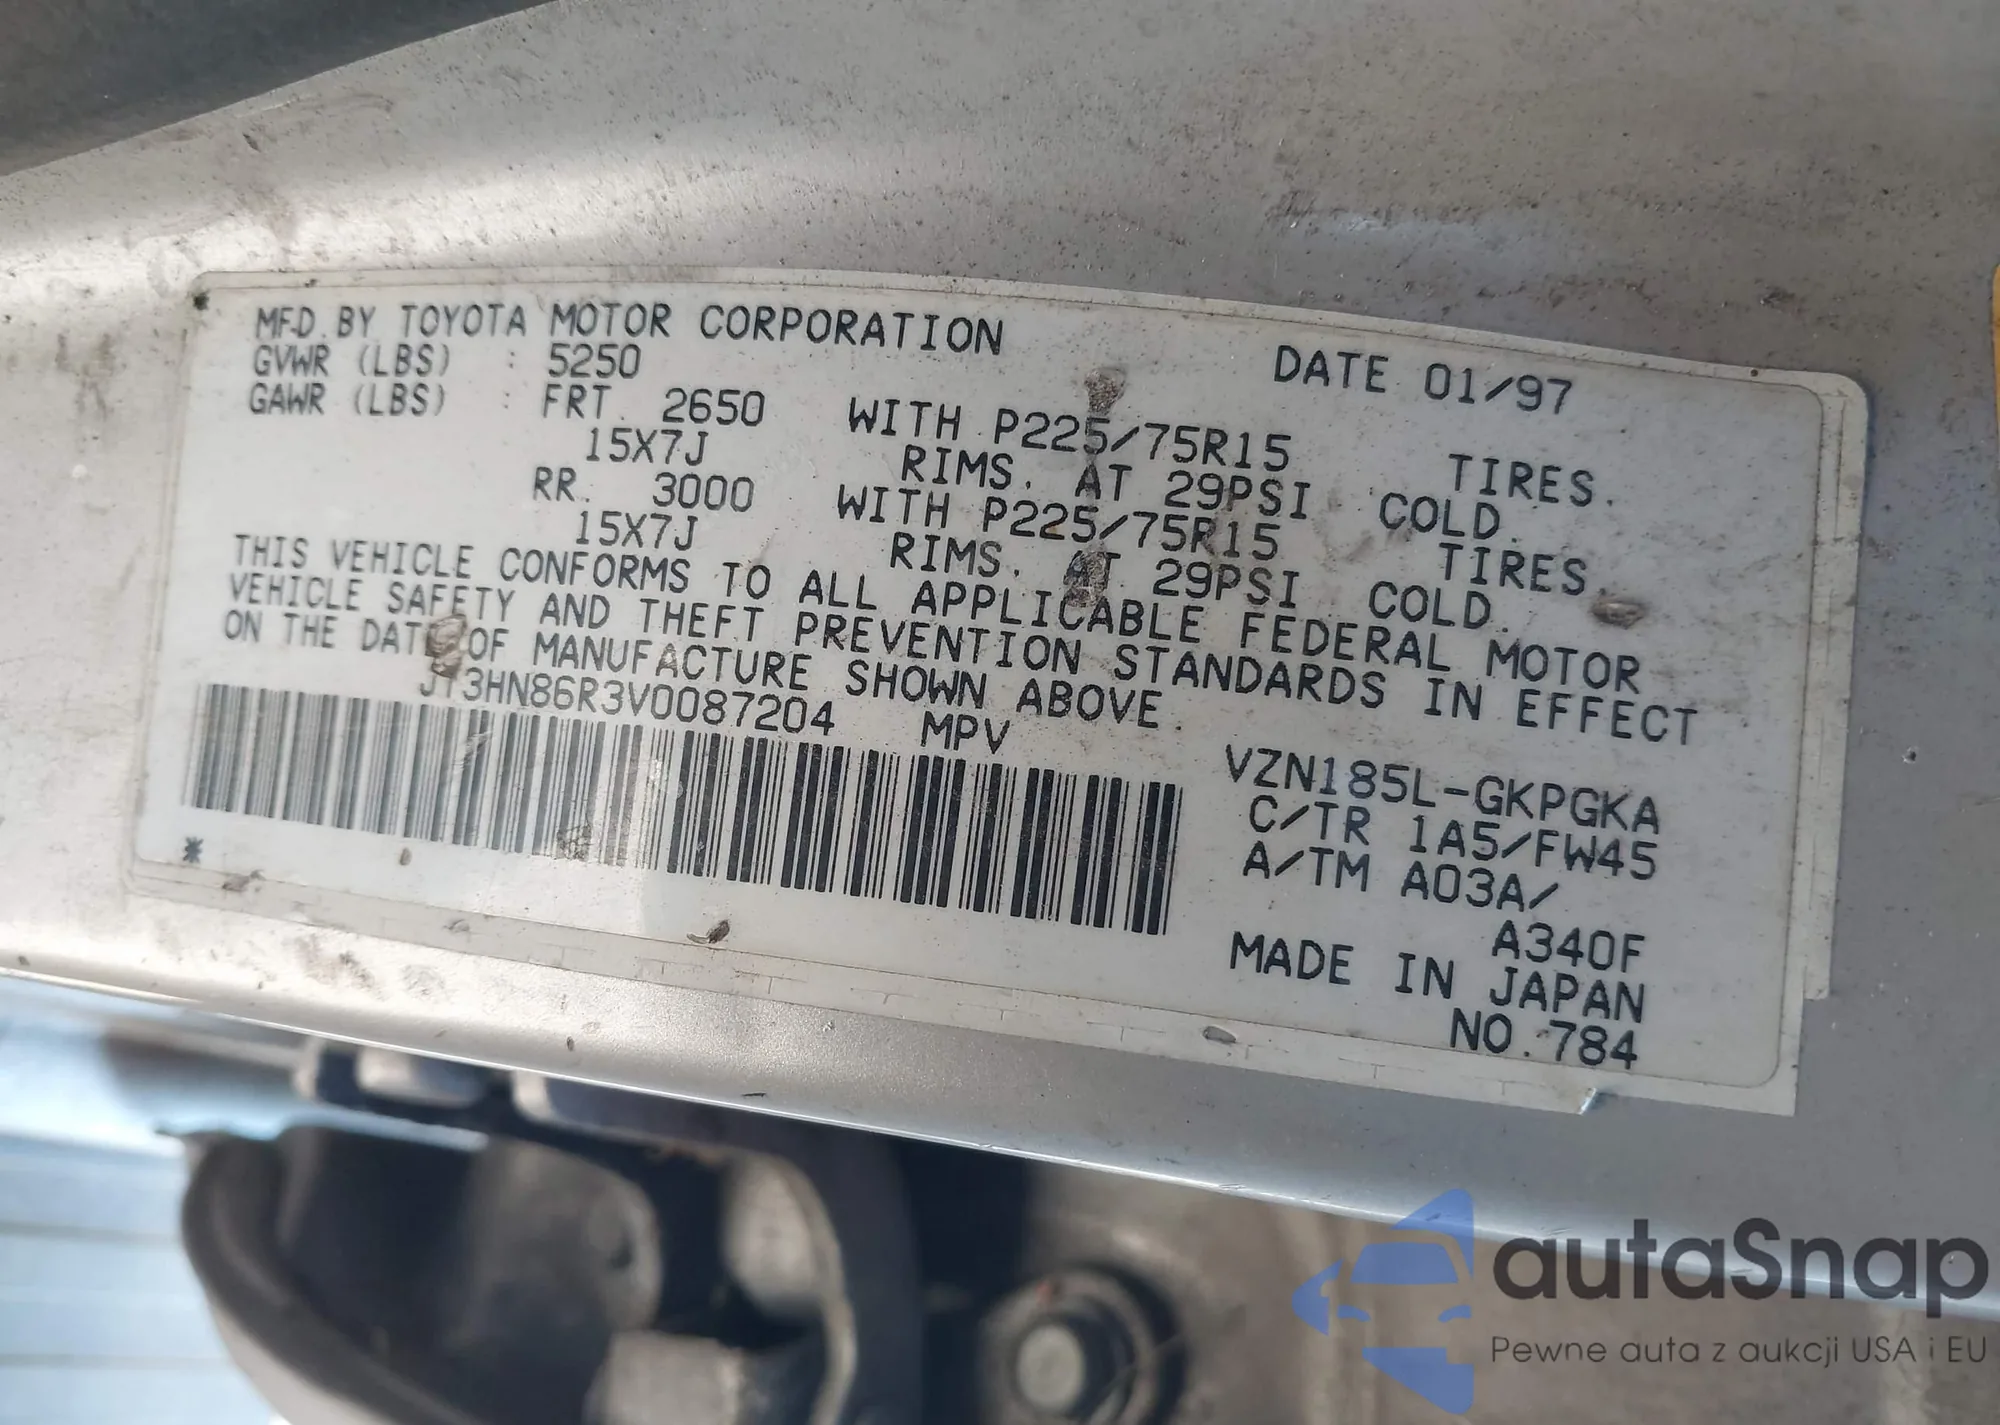 MFD. BY TOYOTA MOTOR CORPORATION DATE 01/97
GVWR (LBS) : 5250
GAWR (LBS) : FRT. 2650 WITH P225/75R15 TIRES.
15X7J RIMS. AT 29PSI COLD.
RR. 3000 WITH P225/75R15 TIRES.
15X7J RIMS. AT 29PSI COLD.
THIS VEHICLE CONFORMS TO ALL APPLICABLE FEDERAL MOTOR
VEHICLE SAFETY AND THEFT PREVENTION STANDARDS IN EFFECT
ON THE DATE OF MANUFACTURE SHOWN ABOVE.
JT3HN86R3V0087204 MPV
VZN185L-GKPGKA
C/TR 1A5/FW45
A/TM A03A/
A340F
MADE IN JAPAN
NO. 784
*
autaSnap
Pewne auta z aukcji USA i EU